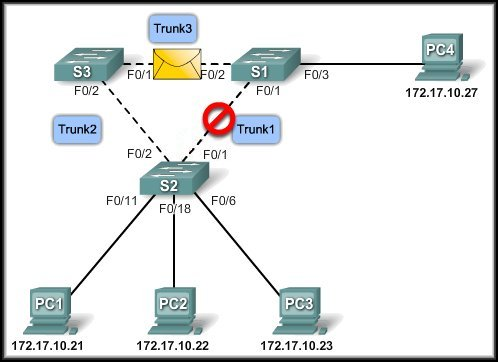 Trunk3
S3
F0/1
F0/2
S1
PC4
F0/2
F0/1
F0/3
172.17.10.27
Trunk2
Trunk1
F0/2
F0/1
S2
F0/11
F0/18
F0/6
PC1
PC2
PC3
172.17.10.21
172.17.10.22
172.17.10.23